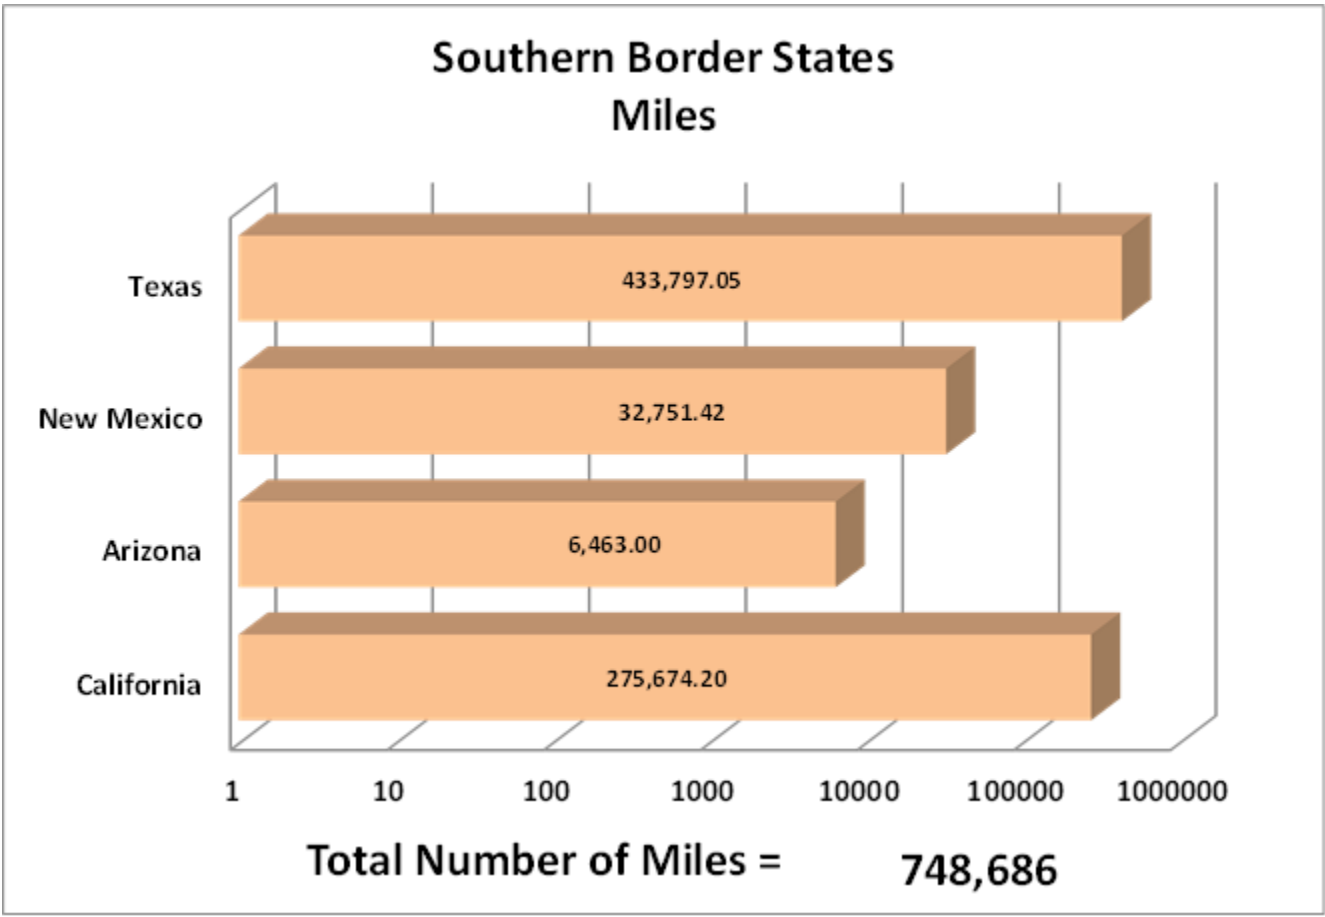 Southern Border States
Miles
Texas
433,797.05
New Mexico
32,751.42
Arizona
6,463.00
California
275,674.20
1 10 100 1000 10000 100000 1000000
Total Number of Miles = 748,686